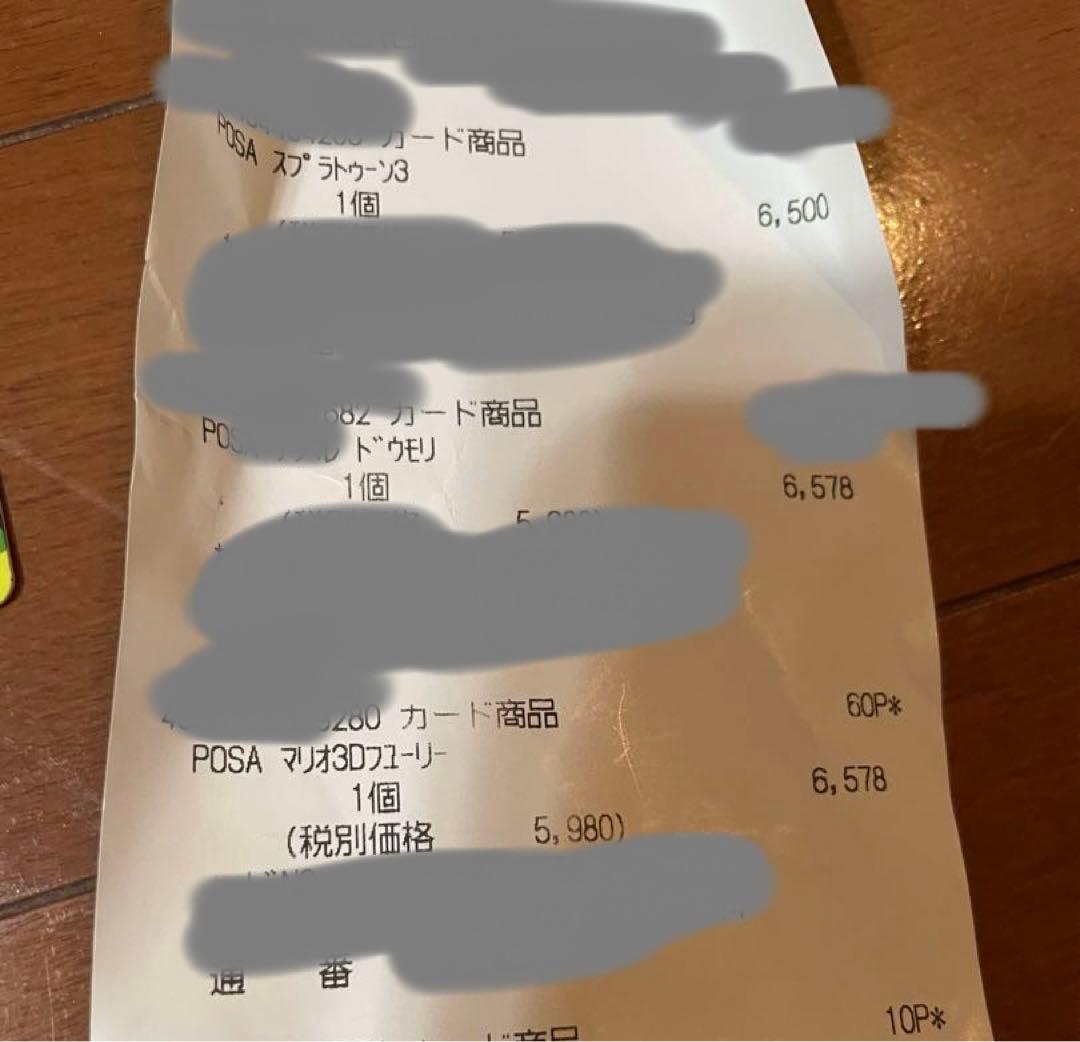 カード商品
POSA スプラトゥーン3
1個
6,500
682 カード商品
ドウモリ
1個
6,578
280 カード商品
60P*
POSA マリオ3Dフューリー
1個
6,578
(税別価格 5,980)
通 番
10P*